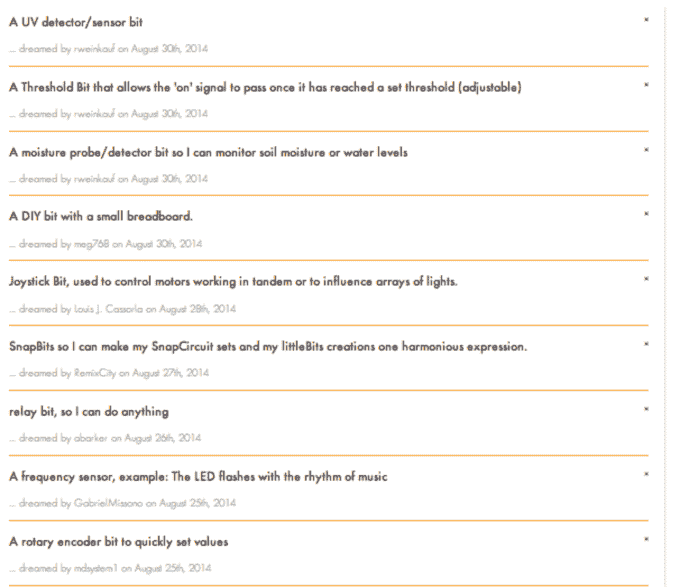 A UV detector/sensor bit
... dreamed by rweinkauf on August 30th, 2014
A Threshold Bit that allows the 'on' signal to pass once it has reached a set threshold (adjustable)
... dreamed by rweinkauf on August 30th, 2014
A moisture probe/detector bit so I can monitor soil moisture or water levels
... dreamed by rweinkauf on August 30th, 2014
A DIY bit with a small breadboard.
... dreamed by meg768 on August 30th, 2014
Joystick Bit, used to control motors working in tandem or to influence arrays of lights.
... dreamed by Louis J. Cassorla on August 28th, 2014
SnapBits so I can make my SnapCircuit sets and my littleBits creations one harmonious expression.
... dreamed by RemixCity on August 27th, 2014
relay bit, so I can do anything
... dreamed by abarker on August 26th, 2014
A frequency sensor, example: The LED flashes with the rhythm of music
... dreamed by GabrielMissono on August 25th, 2014
A rotary encoder bit to quickly set values
... dreamed by mdsystem1 on August 25th, 2014